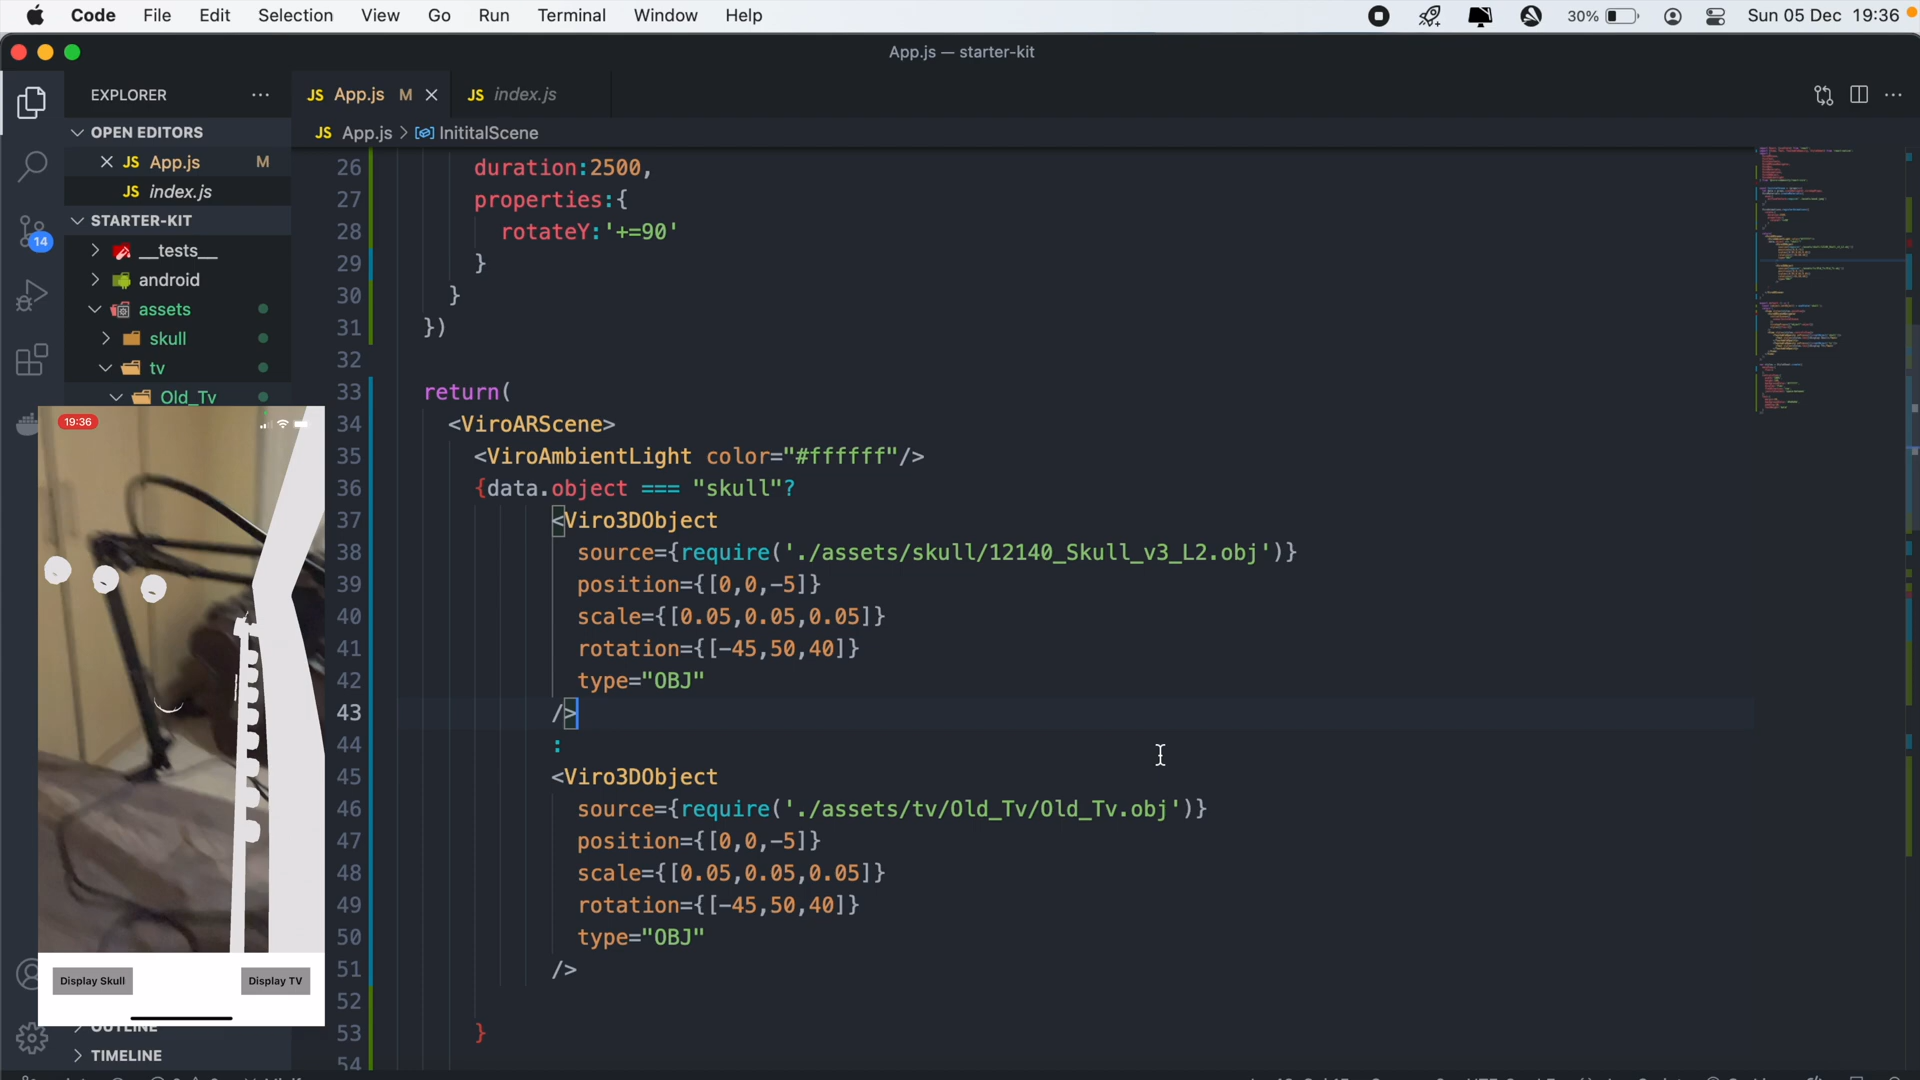 Code File Edit Selection View Go Run Terminal Window Help 30% Sun 05 Dec 19:36
App.js — starter-kit
EXPLORER
JS App.js M
JS index.js
OPEN EDITORS
JS App.js > InititalScene
JS App.js M
JS index.js
STARTER-KIT
14
__tests__
android
assets
skull
tv
Old_Tv
26 duration:2500,
27 properties:{
28 rotateY:'+=90'
29 }
30 }
31 })
32
33 return(
34 <ViroARScene>
35 <ViroAmbientLight color="#ffffff"/>
36 {data.object === "skull"?
37 <Viro3DObject
38 source={require('./assets/skull/12140_Skull_v3_L2.obj')}
39 position={[0,0,-5]}
40 scale={[0.05,0.05,0.05]}
41 rotation={[-45,50,40]}
42 type="OBJ"
43 />
44 :
45 <Viro3DObject
46 source={require('./assets/tv/Old_Tv/Old_Tv.obj')}
47 position={[0,0,-5]}
48 scale={[0.05,0.05,0.05]}
49 rotation={[-45,50,40]}
50 type="OBJ"
51 />
52
53 }
54
19:36
Display Skull Display TV
OUTLINE
TIMELINE